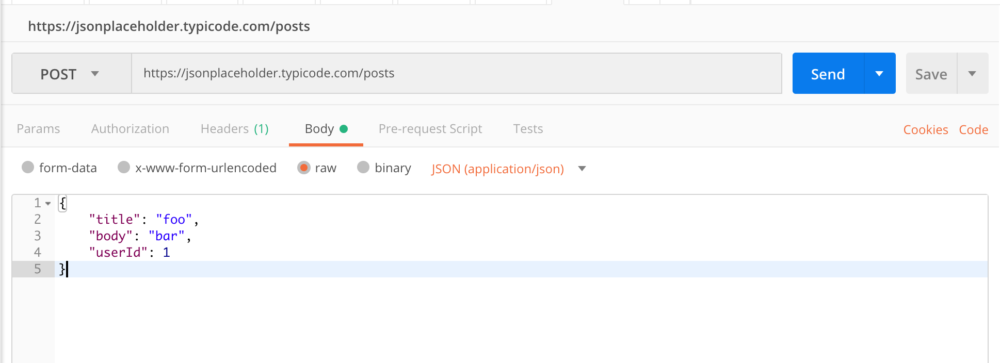 https://jsonplaceholder.typicode.com/posts
POST https://jsonplaceholder.typicode.com/posts Send Save
Params Authorization Headers (1) Body Pre-request Script Tests Cookies Code
form-data x-www-form-urlencoded raw binary JSON (application/json)
1 {
2 "title": "foo",
3 "body": "bar",
4 "userId": 1
5 }